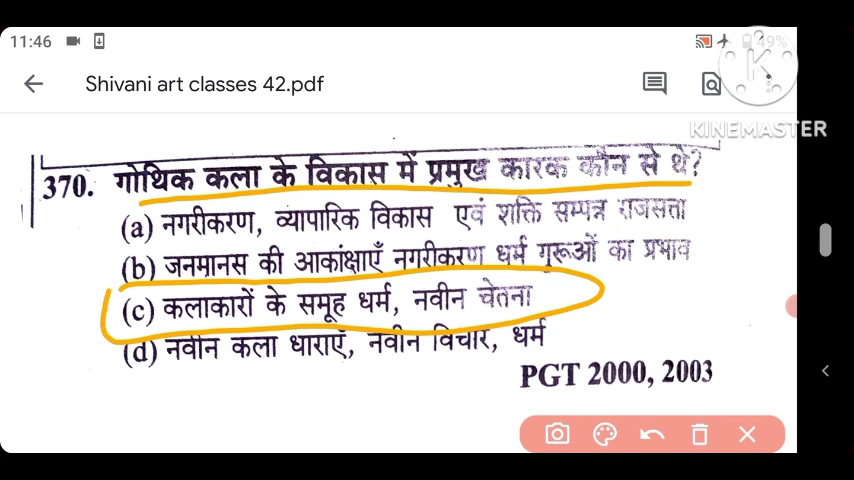 11:46
49%
Shivani art classes 42.pdf
KINEMASTER
370. गोथिक कला के विकास में प्रमुख कारक कौन से थे?
(a) नगरीकरण, व्यापारिक विकास एवं शक्ति सम्पन्न राजसत्ता
(b) जनमानस की आकांक्षाएँ नगरीकरण धर्म गुरूओं का प्रभाव
(c) कलाकारों के समूह धर्म, नवीन चेतना
(d) नवीन कला धाराएँ, नवीन विचार, धर्म
PGT 2000, 2003